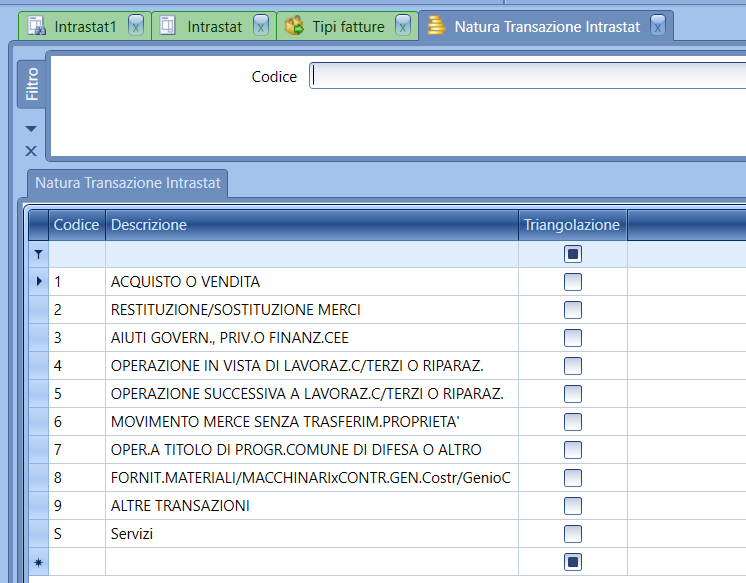 Intrastat1 x Intrastat x Tipi fatture x Natura Transazione Intrastat x
Filtro
Codice
Natura Transazione Intrastat
Codice Descrizione Triangolazione
1 ACQUISTO O VENDITA
2 RESTITUZIONE/SOSTITUZIONE MERCI
3 AIUTI GOVERN., PRIV.O FINANZ.CEE
4 OPERAZIONE IN VISTA DI LAVORAZ.C/TERZI O RIPARAZ.
5 OPERAZIONE SUCCESSIVA A LAVORAZ.C/TERZI O RIPARAZ.
6 MOVIMENTO MERCE SENZA TRASFERIM.PROPRIETA'
7 OPER.A TITOLO DI PROGR.COMUNE DI DIFESA O ALTRO
8 FORNIT.MATERIALI/MACCHINARIxCONTR.GEN.Costr/GenioC
9 ALTRE TRANSAZIONI
S Servizi